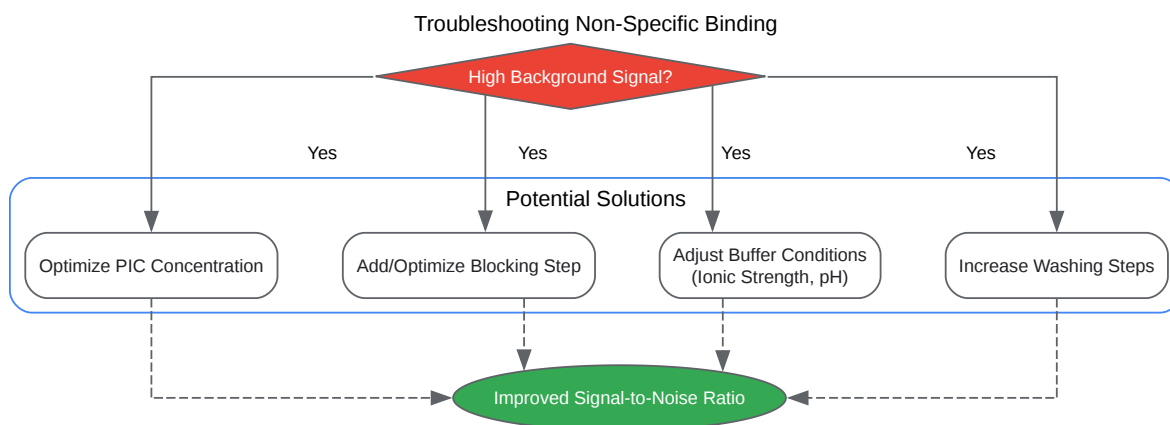 Troubleshooting Non-Specific Binding
High Background Signal?
Yes
Yes
Yes
Yes
Potential Solutions
Optimize PIC Concentration
Add/Optimize Blocking Step
Adjust Buffer Conditions
(Ionic Strength, pH)
Increase Washing Steps
Improved Signal-to-Noise Ratio